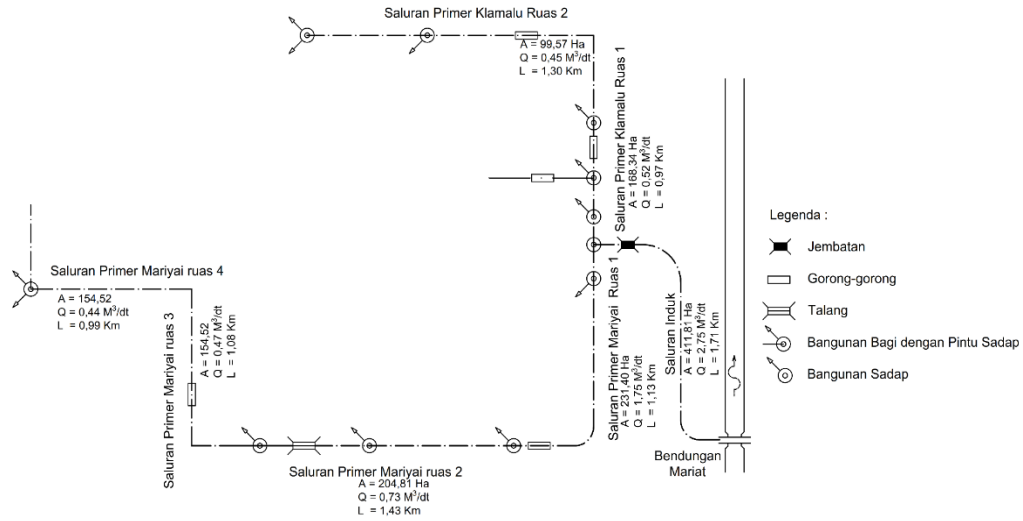 Saluran Primer Klamalu Ruas 2
A = 99,57 Ha
Q = 0,45 M³/dt
L = 1,30 Km
Saluran Primer Klamalu Ruas 1
A = 168,34 Ha
Q = 0,52 M³/dt
L = 0,97 Km
Legenda :
Jembatan
Gorong-gorong
Talang
Bangunan Bagi dengan Pintu Sadap
Bangunan Sadap
Saluran Primer Mariyai ruas 4
A = 154,52
Q = 0,44 M³/dt
L = 0,99 Km
Saluran Primer Mariyai ruas 3
A = 154,52
Q = 0,47 M³/dt
L = 1,08 Km
Saluran Primer Mariyai Ruas 1
A = 231,40 Ha
Q = 1,75 M³/dt
L = 1,13 Km
Saluran Induk
A = 411,81 Ha
Q = 2,75 M³/dt
L = 1,71 Km
Bendungan
Mariat
Saluran Primer Mariyai ruas 2
A = 204,81 Ha
Q = 0,73 M³/dt
L = 1,43 Km